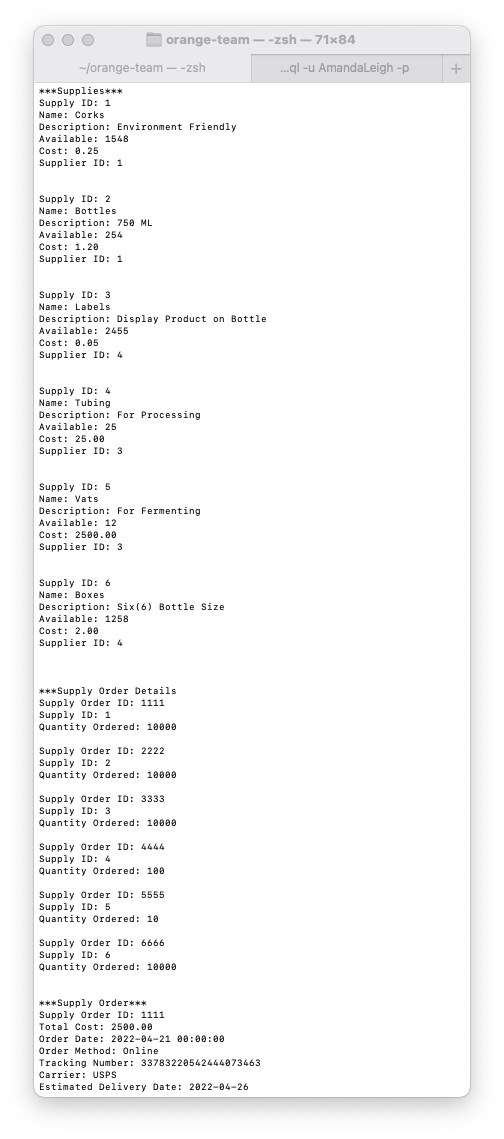 orange-team — -zsh — 71×84
~/orange-team — -zsh
...ql -u AmandaLeigh -p
+
***Supplies***
Supply ID: 1
Name: Corks
Description: Environment Friendly
Available: 1548
Cost: 0.25
Supplier ID: 1
Supply ID: 2
Name: Bottles
Description: 750 ML
Available: 254
Cost: 1.20
Supplier ID: 1
Supply ID: 3
Name: Labels
Description: Display Product on Bottle
Available: 2455
Cost: 0.05
Supplier ID: 4
Supply ID: 4
Name: Tubing
Description: For Processing
Available: 25
Cost: 25.00
Supplier ID: 3
Supply ID: 5
Name: Vats
Description: For Fermenting
Available: 12
Cost: 2500.00
Supplier ID: 3
Supply ID: 6
Name: Boxes
Description: Six(6) Bottle Size
Available: 1258
Cost: 2.00
Supplier ID: 4
***Supply Order Details
Supply Order ID: 1111
Supply ID: 1
Quantity Ordered: 10000
Supply Order ID: 2222
Supply ID: 2
Quantity Ordered: 10000
Supply Order ID: 3333
Supply ID: 3
Quantity Ordered: 10000
Supply Order ID: 4444
Supply ID: 4
Quantity Ordered: 100
Supply Order ID: 5555
Supply ID: 5
Quantity Ordered: 10
Supply Order ID: 6666
Supply ID: 6
Quantity Ordered: 10000
***Supply Order***
Supply Order ID: 1111
Total Cost: 2500.00
Order Date: 2022-04-21 00:00:00
Order Method: Online
Tracking Number: 33783220542444073463
Carrier: USPS
Estimated Delivery Date: 2022-04-26